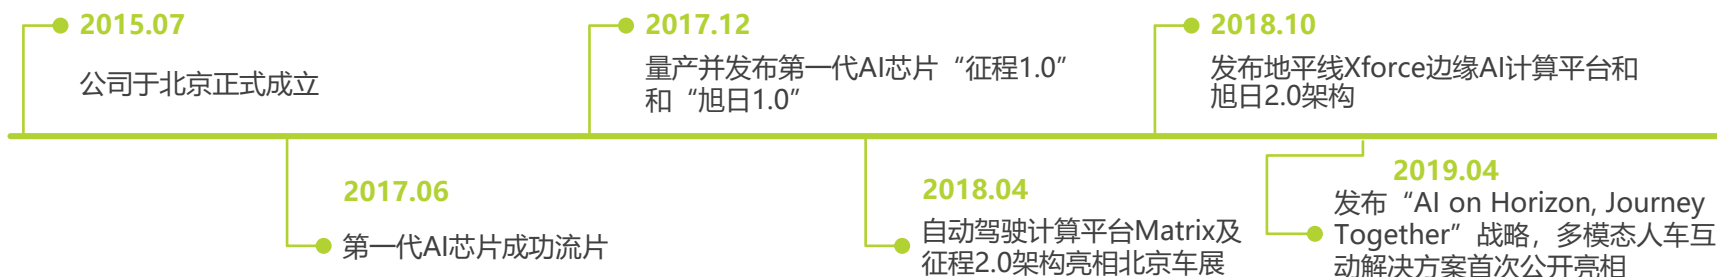 2015.07
公司于北京正式成立
2017.06
第一代AI芯片成功流片
2017.12
量产并发布第一代AI芯片“征程1.0”
和“旭日1.0”
2018.04
自动驾驶计算平台Matrix及
征程2.0架构亮相北京车展
2018.10
发布地平线Xforce边缘AI计算平台和
旭日2.0架构
2019.04
发布“AI on Horizon, Journey
Together”战略，多模态人车互
动解决方案首次公开亮相